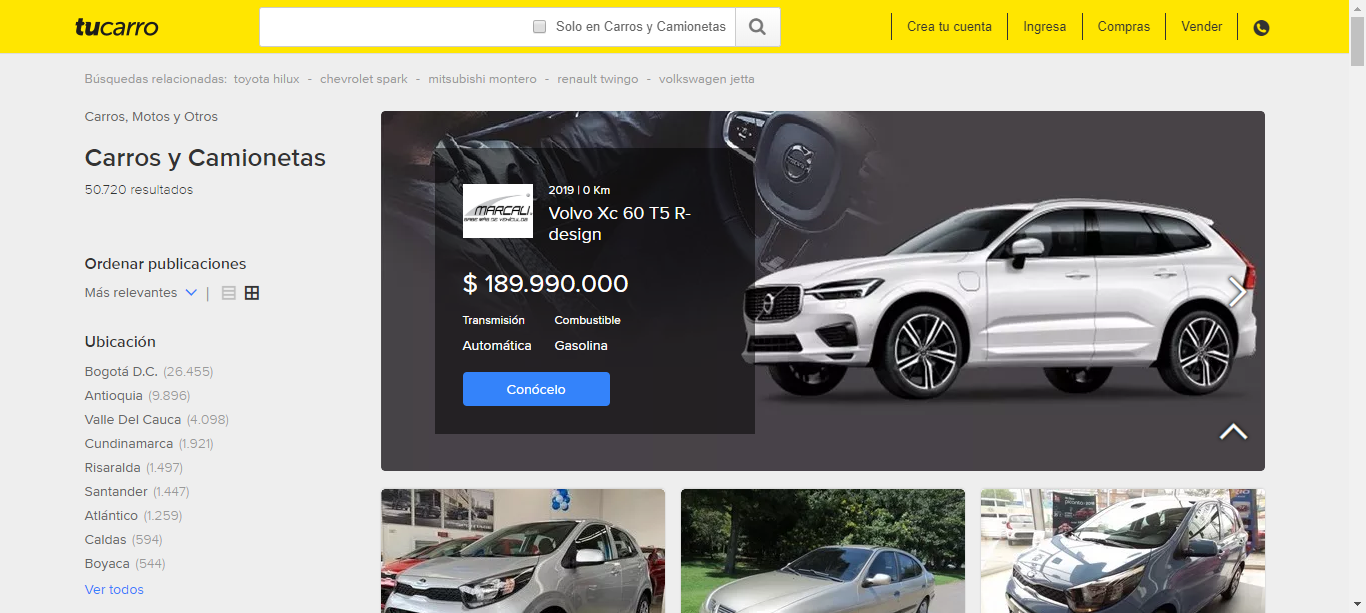 tucarro
Solo en Carros y Camionetas
Crea tu cuenta
Ingresa
Compras
Vender
Búsquedas relacionadas: toyota hilux - chevrolet spark - mitsubishi montero - renault twingo - volkswagen jetta
Carros, Motos y Otros
Carros y Camionetas
50.720 resultados
Ordenar publicaciones
Más relevantes |
Ubicación
Bogotá D.C. (26.455)
Antioquia (9.896)
Valle Del Cauca (4.098)
Cundinamarca (1.921)
Risaralda (1.497)
Santander (1.447)
Atlántico (1.259)
Caldas (594)
Boyaca (544)
Ver todos
MARCALI
2019 | 0 Km
Volvo Xc 60 T5 R-
design
$ 189.990.000
Transmisión Combustible
Automática Gasolina
Conócelo